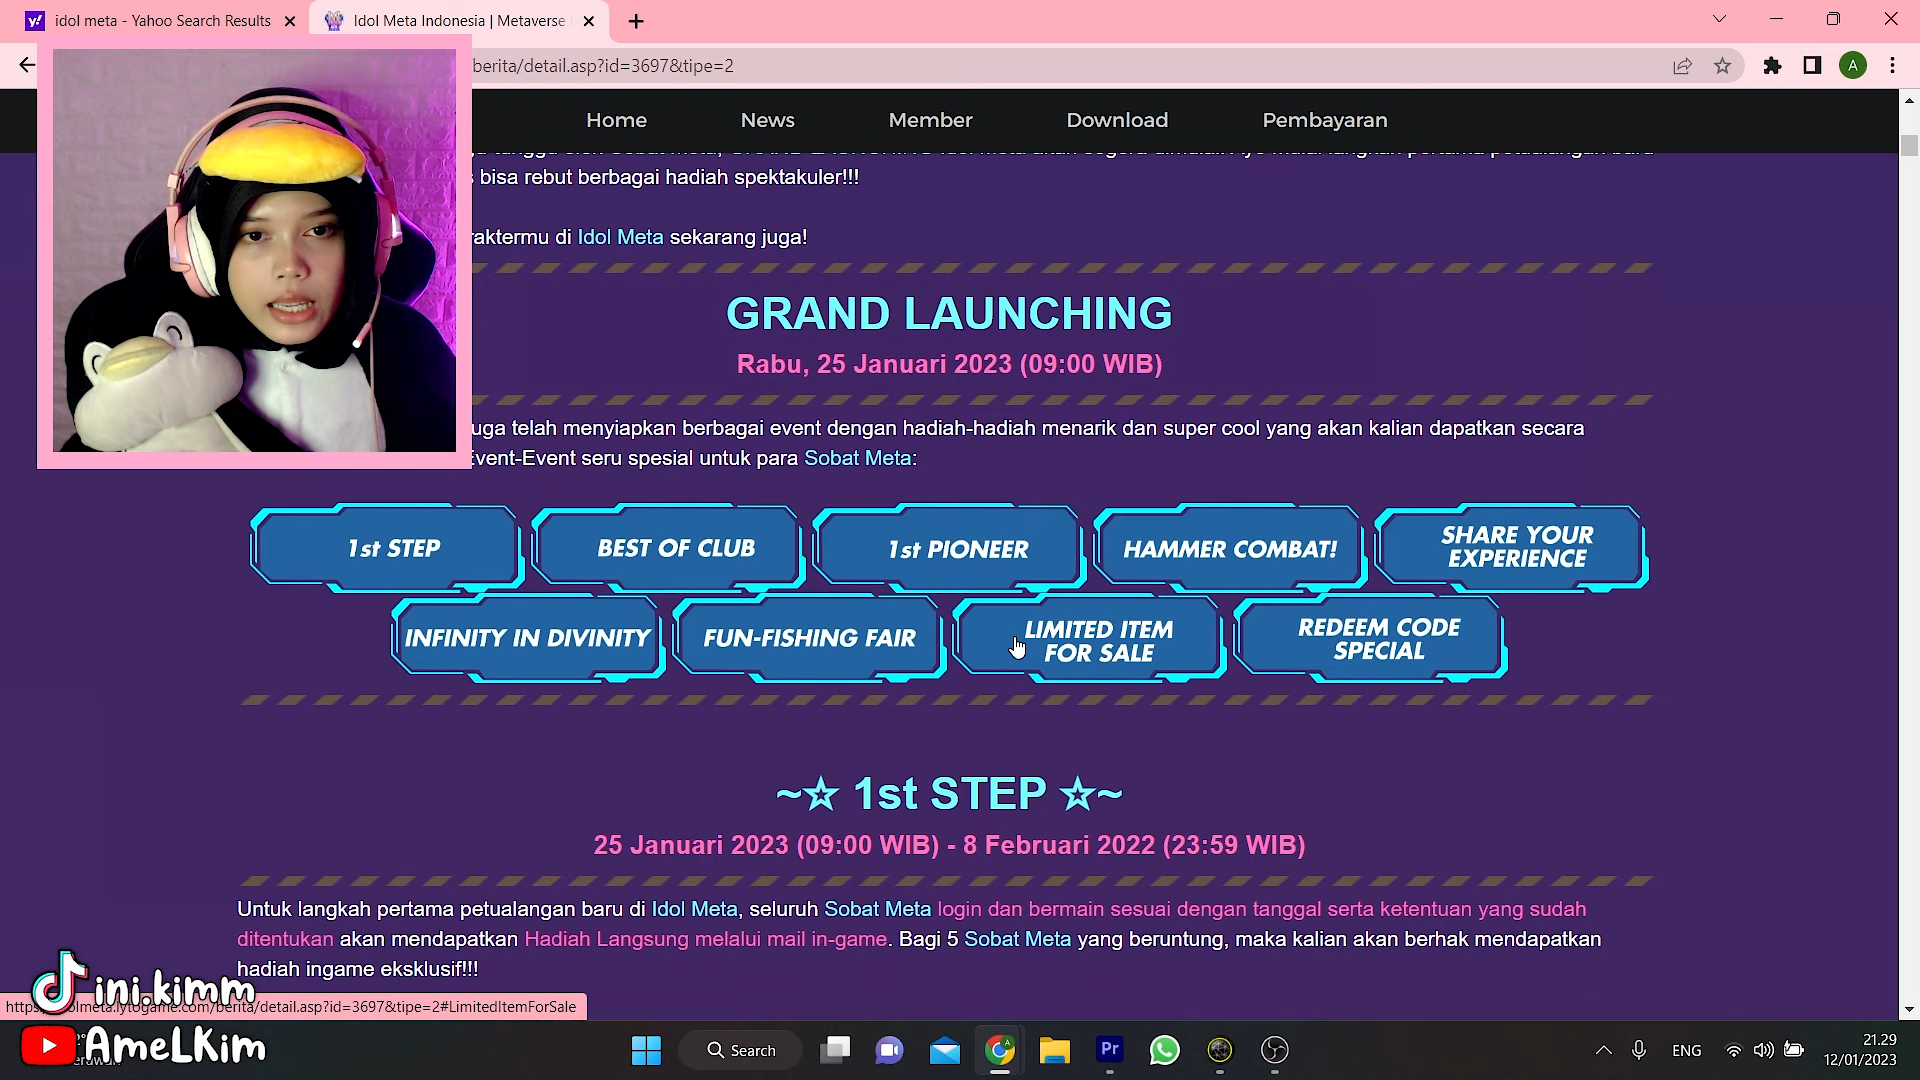 idol meta - Yahoo Search Results
Idol Meta Indonesia | Metaverse
berita/detail.asp?id=3697&tipe=2
A
Home
News
Member
Download
Pembayaran
bisa rebut berbagai hadiah spektakuler!!!
raktermu di Idol Meta sekarang juga!
GRAND LAUNCHING
Rabu, 25 Januari 2023 (09:00 WIB)
uga telah menyiapkan berbagai event dengan hadiah-hadiah menarik dan super cool yang akan kalian dapatkan secara
Event-Event seru spesial untuk para Sobat Meta:
1st STEP
BEST OF CLUB
1st PIONEER
HAMMER COMBAT!
SHARE YOUR
EXPERIENCE
INFINITY IN DIVINITY
FUN-FISHING FAIR
LIMITED ITEM
FOR SALE
REDEEM CODE
SPECIAL
~☆ 1st STEP ☆~
25 Januari 2023 (09:00 WIB) - 8 Februari 2022 (23:59 WIB)
Untuk langkah pertama petualangan baru di Idol Meta, seluruh Sobat Meta login dan bermain sesuai dengan tanggal serta ketentuan yang sudah
ditentukan akan mendapatkan Hadiah Langsung melalui mail in-game. Bagi 5 Sobat Meta yang beruntung, maka kalian akan berhak mendapatkan
hadiah ingame eksklusif!!!
ini.kimm
lmeta.lytogame.com/berita/detail.asp?id=3697&tipe=2#LimitedItemForSale
AmeLKim
Search
Pr
ENG
21.29
12/01/2023